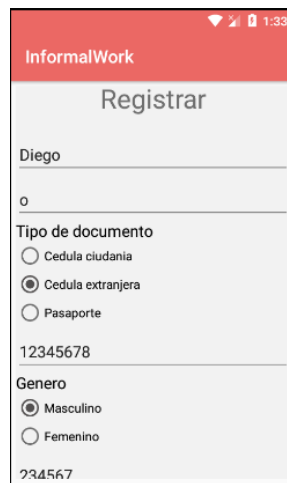 1:33
InformalWork
Registrar
Diego
o
Tipo de documento
Cedula ciudania
Cedula extranjera
Pasaporte
12345678
Genero
Masculino
Femenino
234567